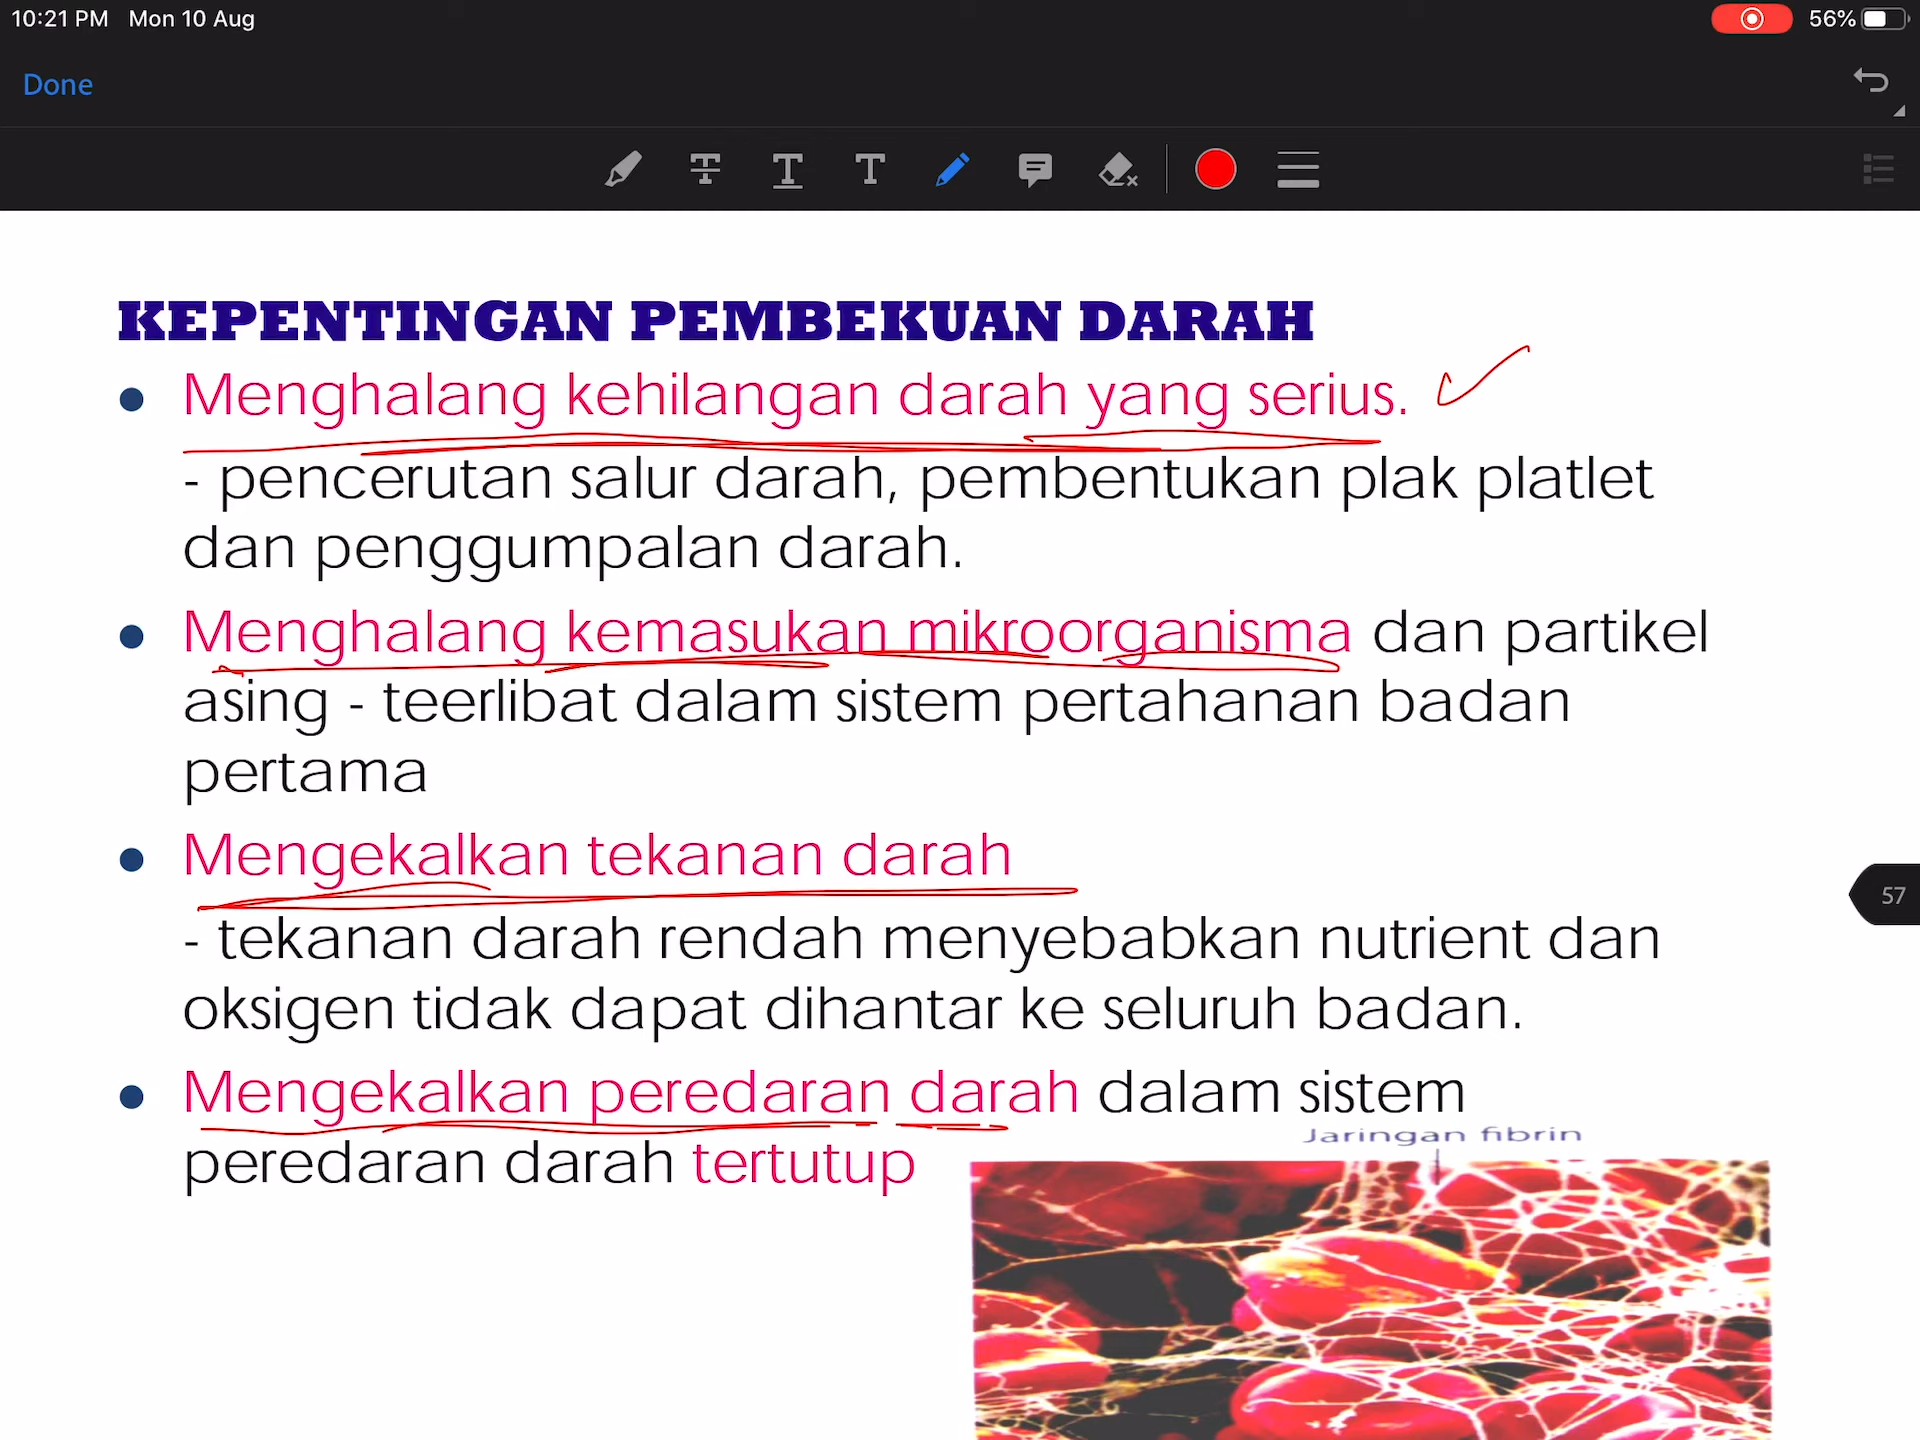 10:21 PM Mon 10 Aug
56%
Done
KEPENTINGAN PEMBEKUAN DARAH
Menghalang kehilangan darah yang serius.
- pencerutan salur darah, pembentukan plak platlet
dan penggumpalan darah.
Menghalang kemasukan mikroorganisma dan partikel
asing - teerlibat dalam sistem pertahanan badan
pertama
Mengekalkan tekanan darah
- tekanan darah rendah menyebabkan nutrient dan
oksigen tidak dapat dihantar ke seluruh badan.
57
Mengekalkan peredaran darah dalam sistem
peredaran darah tertutup
Jaringan fibrin